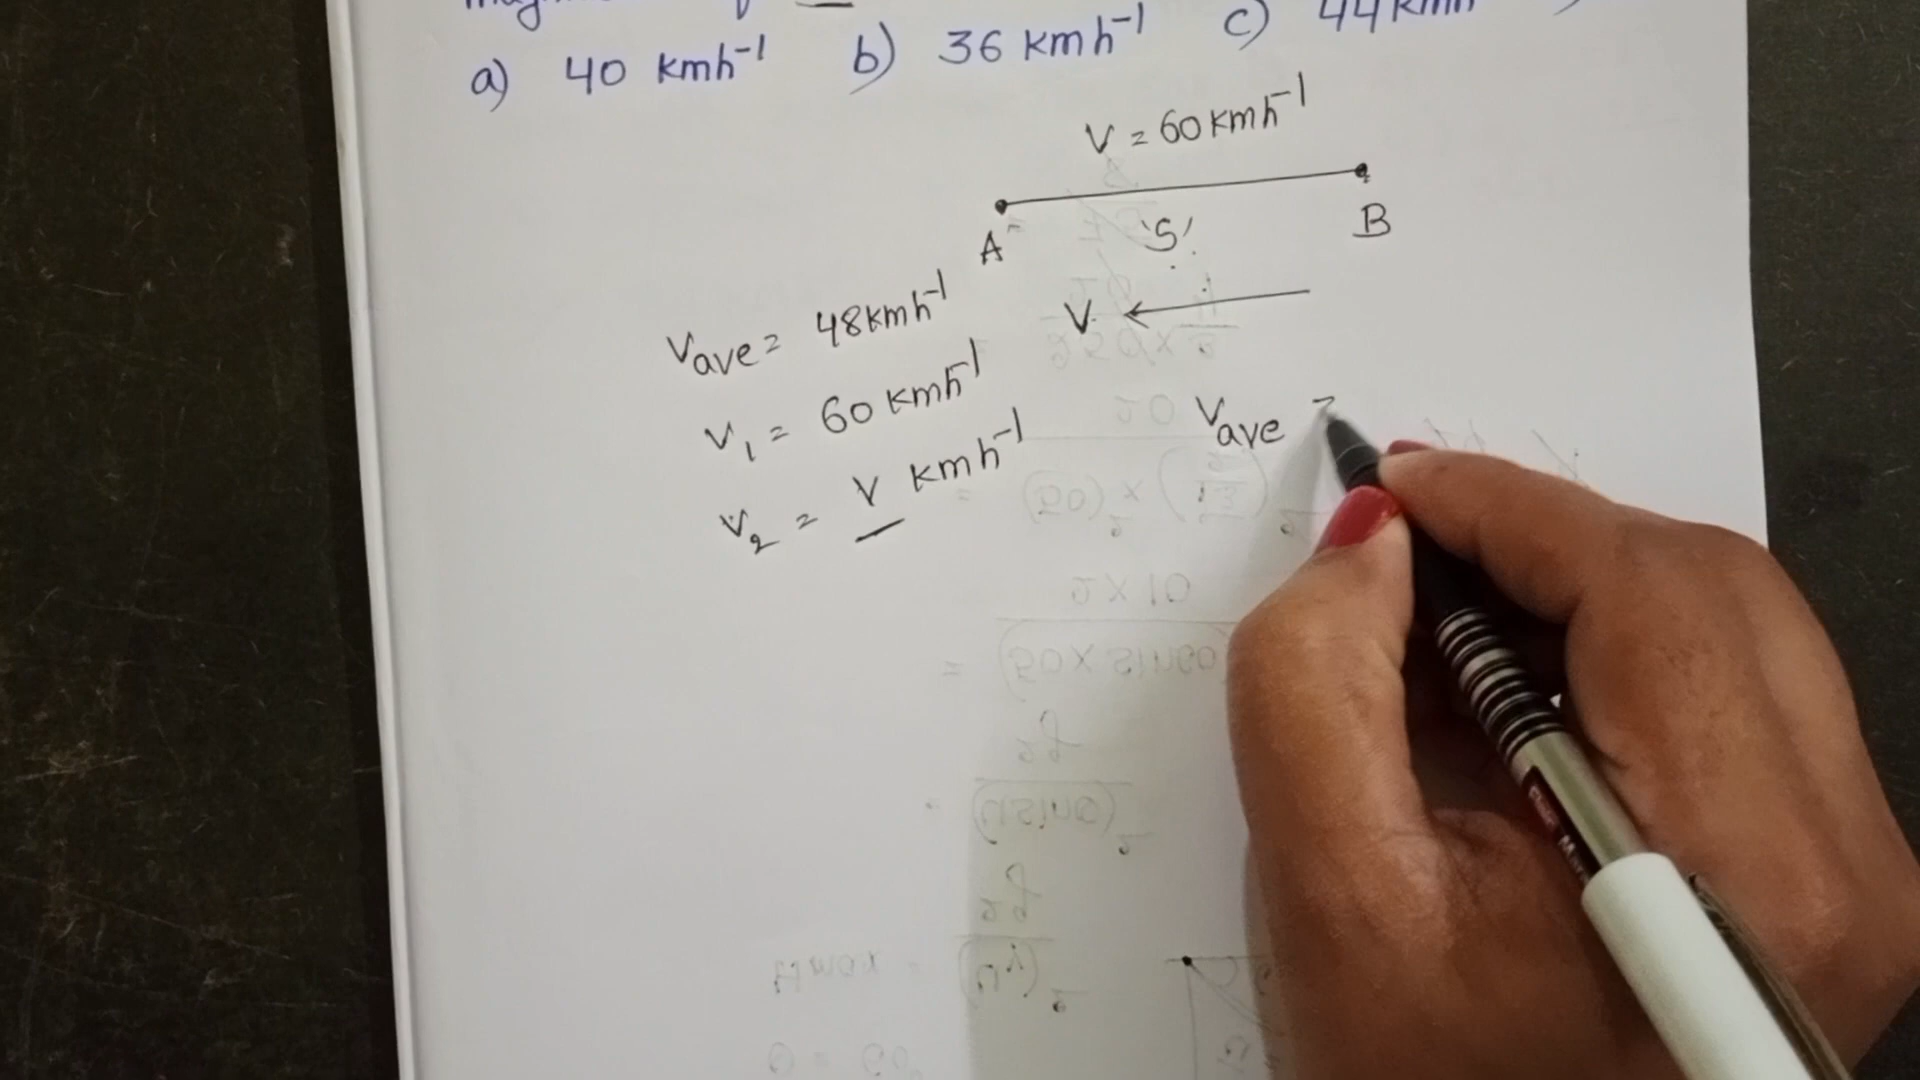 a) 40 kmh⁻¹ b) 36 kmh⁻¹ c) 44 kmh
V = 60 kmh⁻¹
A 'S' B
V
Vave = 48 kmh⁻¹
V₁ = 60 kmh⁻¹
V₂ = V kmh⁻¹
Vave =